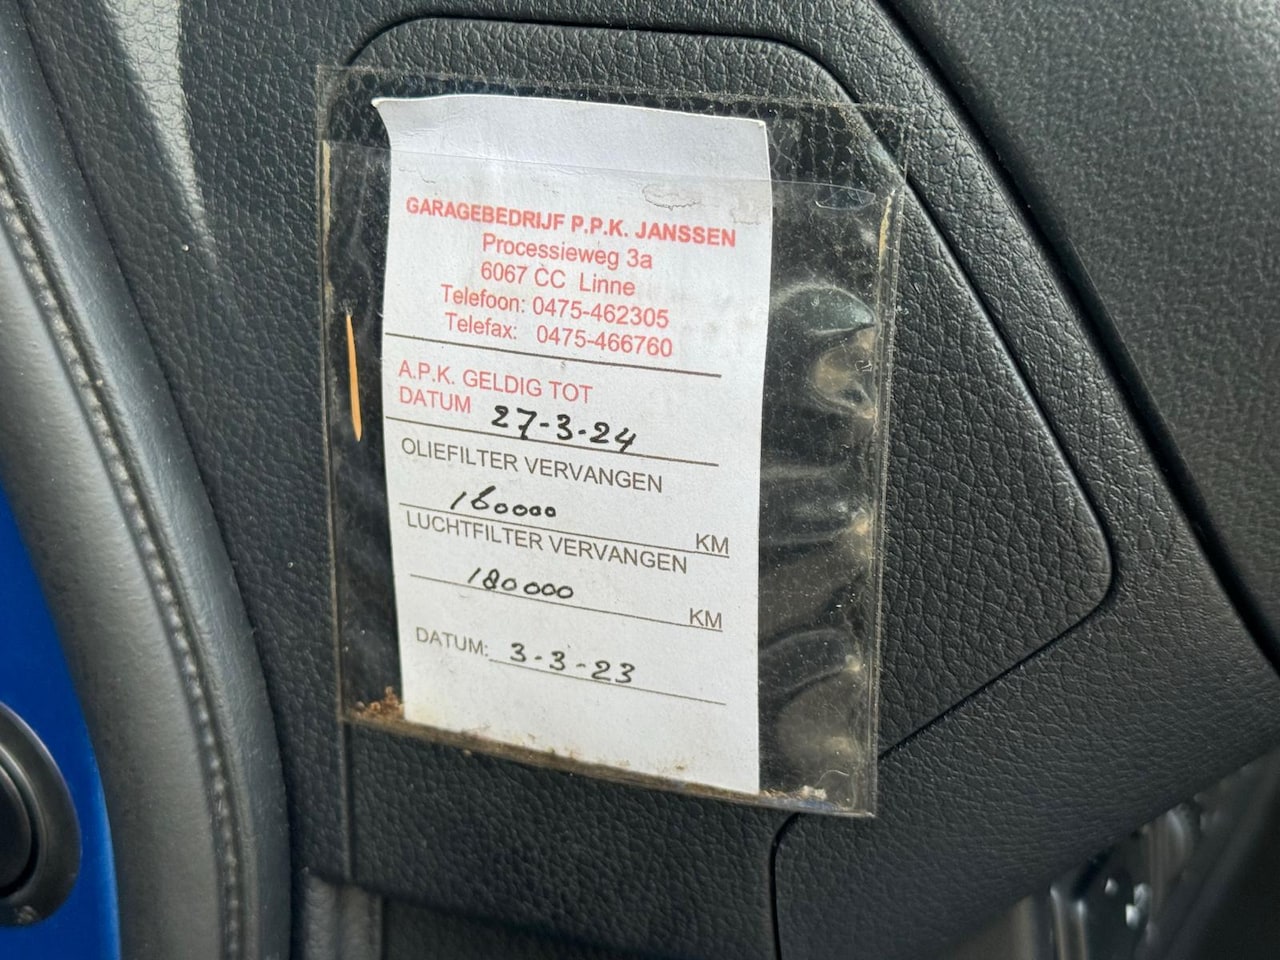 GARAGEBEDRIJF P.P.K. JANSSEN
Processieweg 3a
6067 CC Linne
Telefoon: 0475-462305
Telefax: 0475-466760
A.P.K. GELDIG TOT
DATUM 27-3-24
OLIEFILTER VERVANGEN
160000 KM
LUCHTFILTER VERVANGEN
180000 KM
DATUM: 3-3-23